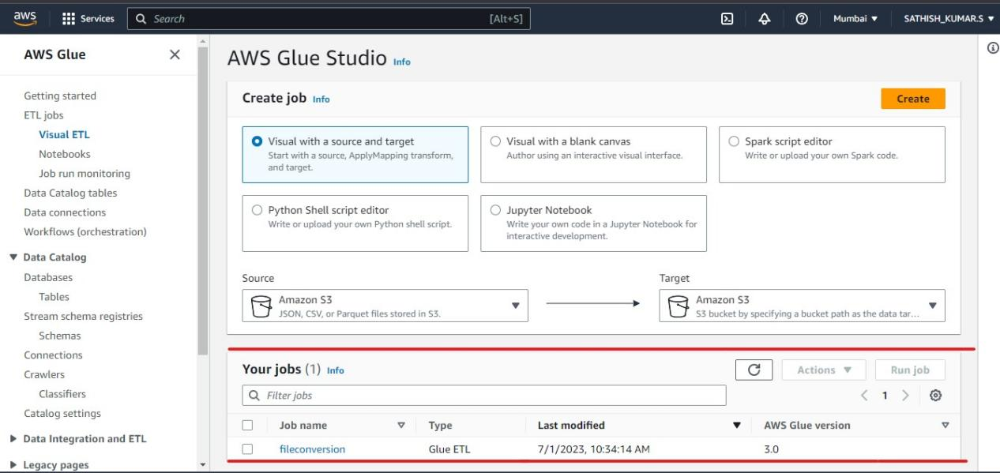 aws Services Search [Alt+S] Mumbai ▼ SATHISH_KUMAR.S ▼
AWS Glue
Getting started
ETL jobs
Visual ETL
Notebooks
Job run monitoring
Data Catalog tables
Data connections
Workflows (orchestration)
▼ Data Catalog
Databases
Tables
Stream schema registries
Schemas
Connections
Crawlers
Classifiers
Catalog settings
▶ Data Integration and ETL
▶ Legacy pages
AWS Glue Studio Info
Create job Info Create
Visual with a source and target
Start with a source, ApplyMapping transform,
and target.
Visual with a blank canvas
Author using an interactive visual interface.
Spark script editor
Write or upload your own Spark code.
Python Shell script editor
Write or upload your own Python shell script.
Jupyter Notebook
Write your own code in a Jupyter Notebook for
interactive development.
Source
Amazon S3
JSON, CSV, or Parquet files stored in S3.
Target
Amazon S3
S3 bucket by specifying a bucket path as the data tar...
Your jobs (1) Info Actions ▼ Run job
Filter jobs 1
Job name Type Last modified AWS Glue version
fileconversion Glue ETL 7/1/2023, 10:34:14 AM 3.0